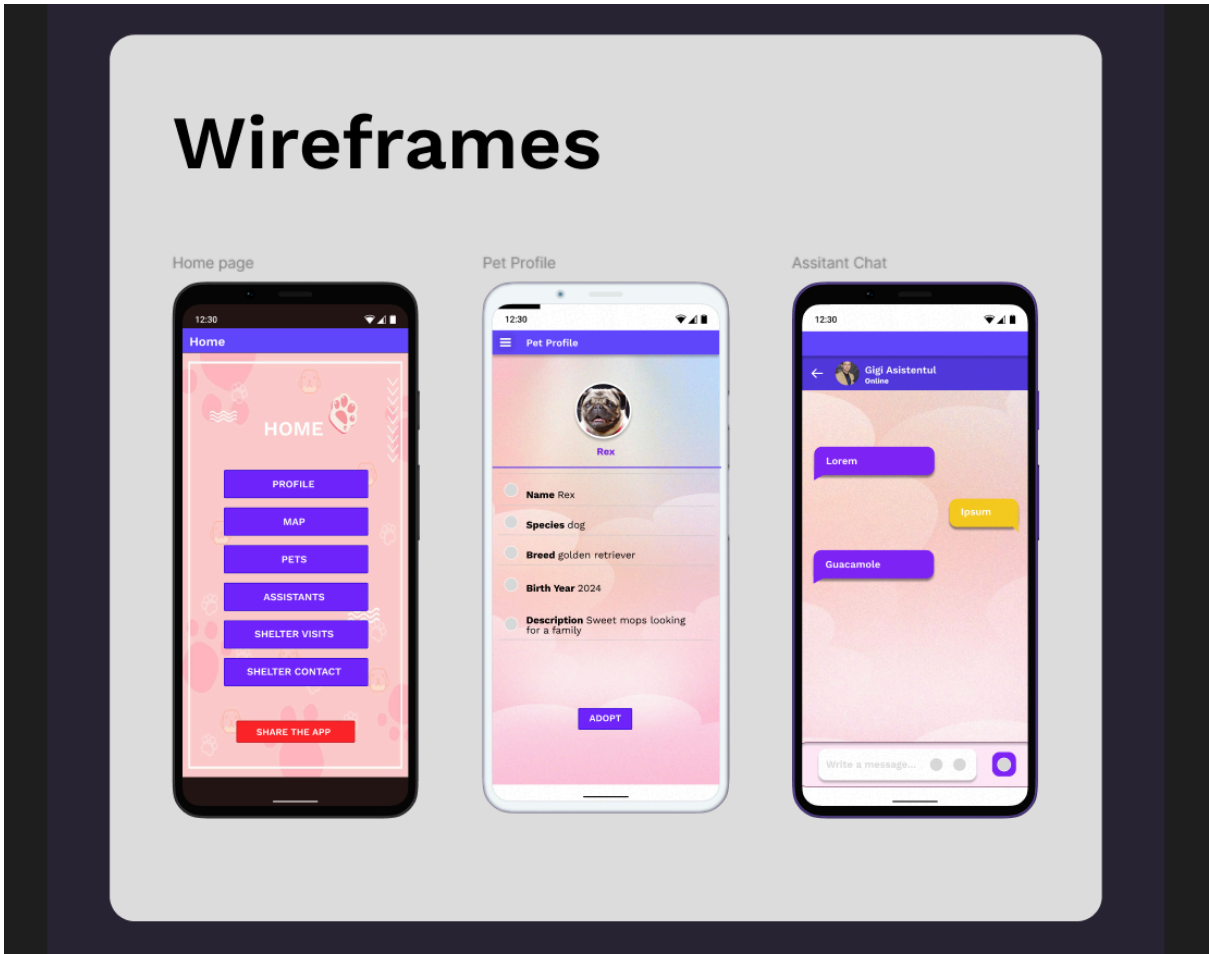 Wireframes
Home page
12:30
Home
HOME
PROFILE
MAP
PETS
ASSISTANTS
SHELTER VISITS
SHELTER CONTACT
SHARE THE APP
Pet Profile
12:30
Pet Profile
Rex
Name Rex
Species dog
Breed golden retriever
Birth Year 2024
Description Sweet mops looking
for a family
ADOPT
Assitant Chat
12:30
Gigi Asistentul
Online
Lorem
Ipsum
Guacamole
Write a message...